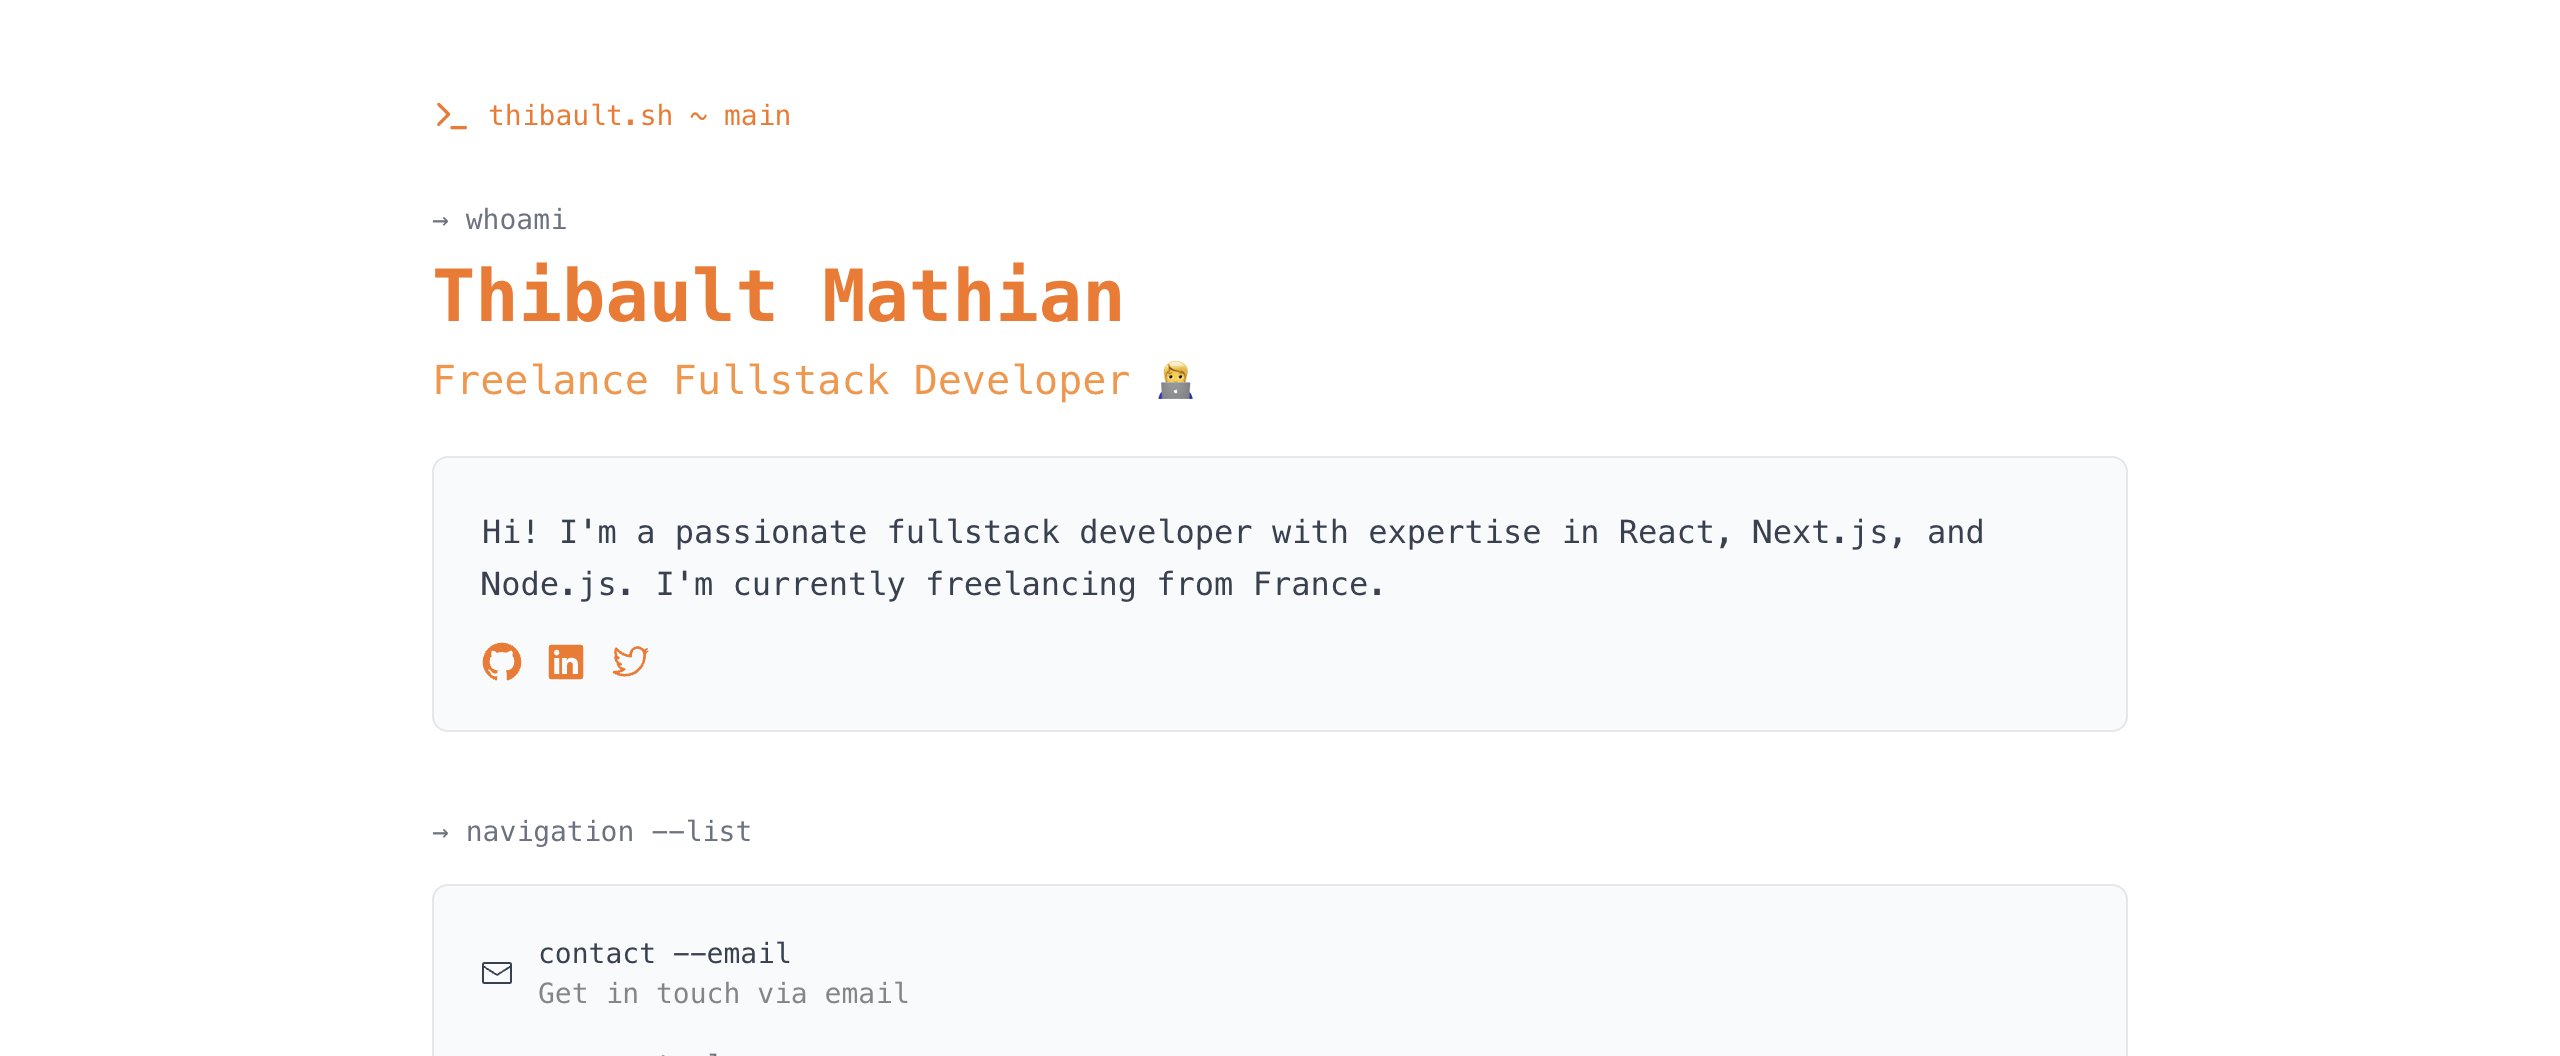 thibault.sh ~ main
→ whoami
Thibault Mathian
Freelance Fullstack Developer 👨‍💻
Hi! I'm a passionate fullstack developer with expertise in React, Next.js, and
Node.js. I'm currently freelancing from France.
→ navigation --list
contact --email
Get in touch via email